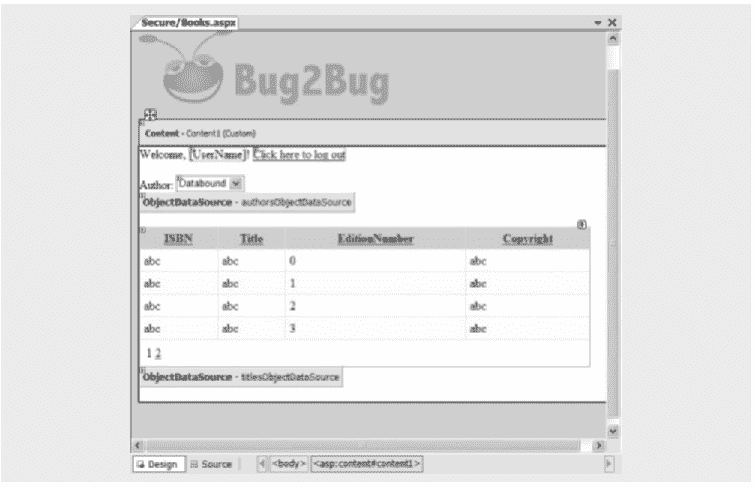 Secure/Books.aspx
Bug2Bug
Content - Content1 (Custom)
Welcome, [UserName]! Click here to log out
Author: Databound
ObjectDataSource - authorsObjectDataSource
ISBN Title EditionNumber Copyright
abc abc 0 abc
abc abc 1 abc
abc abc 2 abc
abc abc 3 abc
1 2
ObjectDataSource - titlesObjectDataSource
Design Source <body> <asp:content#content1>